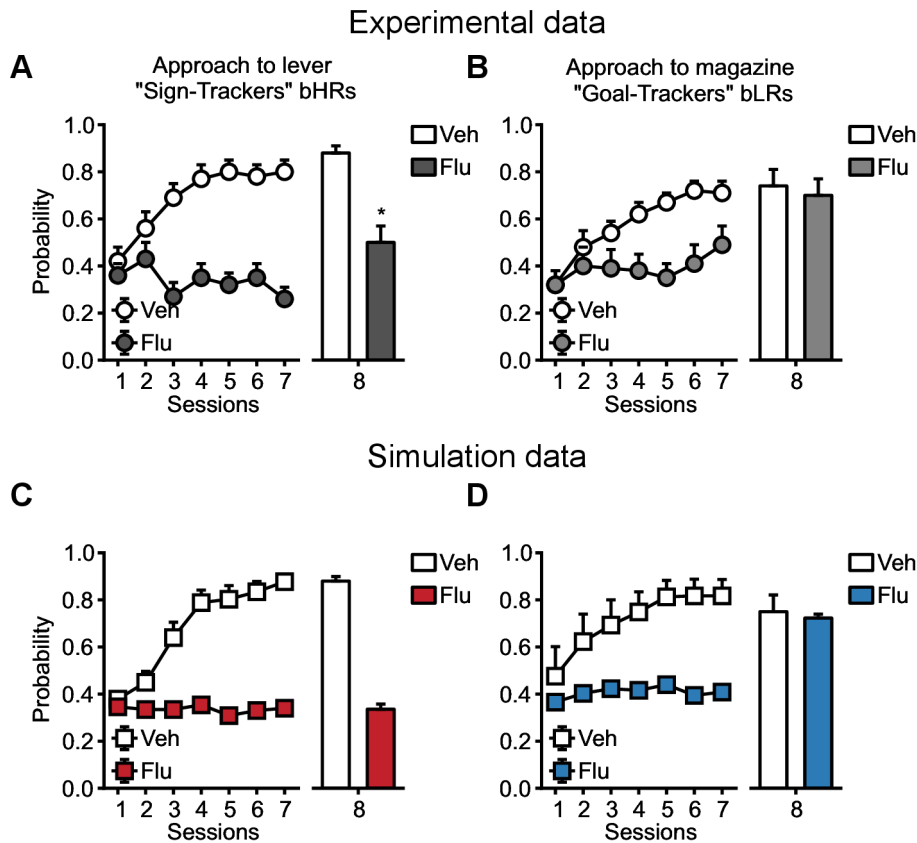 Experimental data
A
Approach to lever
"Sign-Trackers" bHRs
Probability
1.0
0.8
0.6
0.4
0.2
0.0
Veh
Flu
1 2 3 4 5 6 7
Sessions
*
8
Veh
Flu
B
Approach to magazine
"Goal-Trackers" bLRs
1.0
0.8
0.6
0.4
0.2
0.0
Veh
Flu
1 2 3 4 5 6 7
Sessions
8
Veh
Flu
Simulation data
C
Probability
1.0
0.8
0.6
0.4
0.2
0.0
Veh
Flu
1 2 3 4 5 6 7
Sessions
8
Veh
Flu
D
1.0
0.8
0.6
0.4
0.2
0.0
Veh
Flu
1 2 3 4 5 6 7
Sessions
8
Veh
Flu